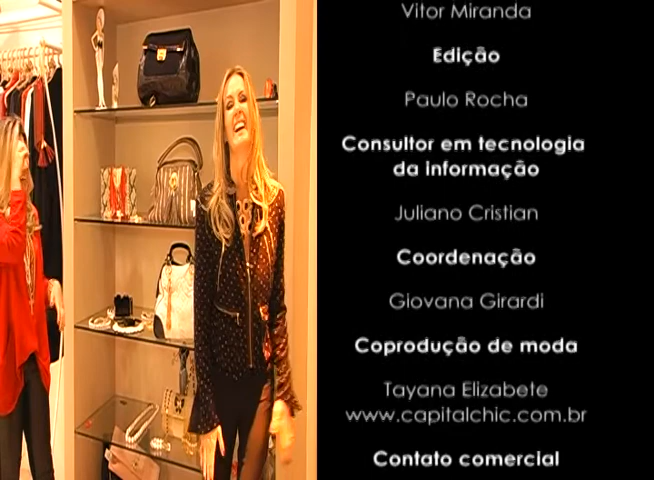 Vitor Miranda
Edição
Paulo Rocha
Consultor em tecnologia
da informação
Juliano Cristian
Coordenação
Giovana Girardi
Coprodução de moda
Tayana Elizabete
www.capitalchic.com.br
Contato comercial